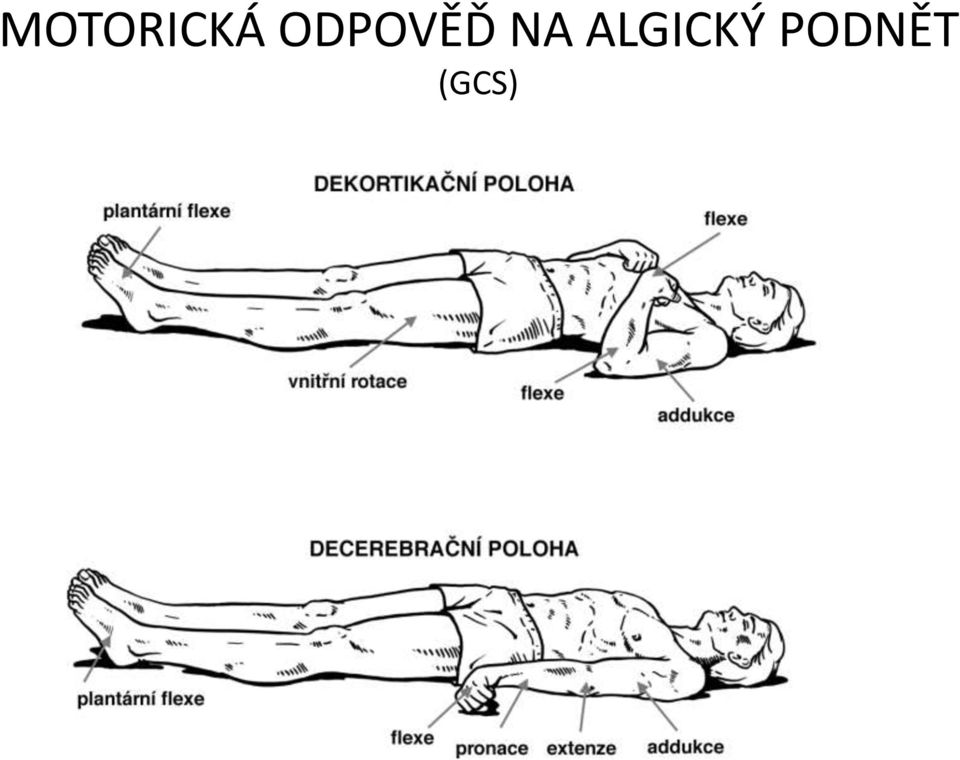 MOTORICKÁ ODPOVĚĎ NA ALGICKÝ PODNĚT
(GCS)
DEKORTIKAČNÍ POLOHA
plantární flexe
flexe
vnitřní rotace
flexe
addukce
DECEREBRAČNÍ POLOHA
plantární flexe
flexe
pronace
extenze
addukce